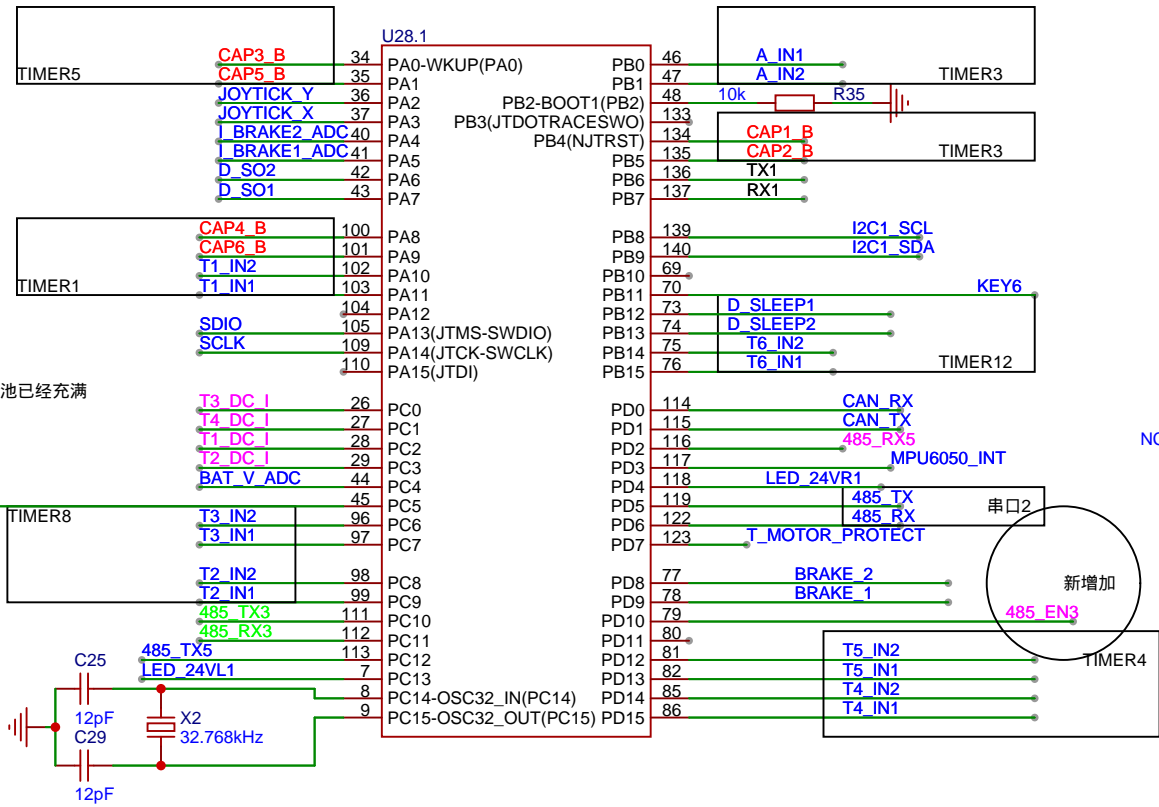 U28.1
TIMER5
CAP3_B 34 PA0-WKUP(PA0)
CAP5_B 35 PA1
JOYTICK_Y 36 PA2
JOYTICK_X 37 PA3
I_BRAKE2_ADC 40 PA4
I_BRAKE1_ADC 41 PA5
D_SO2 42 PA6
D_SO1 43 PA7
CAP4_B 100 PA8
CAP6_B 101 PA9
T1_IN2 102 PA10
TIMER1 T1_IN1 103 PA11
104 PA12
SDIO 105 PA13(JTMS-SWDIO)
SCLK 109 PA14(JTCK-SWCLK)
110 PA15(JTDI)
池已经充满
T3_DC_I 26 PC0
T4_DC_I 27 PC1
T1_DC_I 28 PC2
T2_DC_I 29 PC3
BAT_V_ADC 44 PC4
45 PC5
TIMER8 T3_IN2 96 PC6
T3_IN1 97 PC7
T2_IN2 98 PC8
T2_IN1 99 PC9
485_TX3 111 PC10
485_RX3 112 PC11
485_TX5 113 PC12
LED_24VL1 7 PC13
8 PC14-OSC32_IN(PC14)
9 PC15-OSC32_OUT(PC15)
C25
12pF
X2
32.768kHz
C29
12pF
PB0 46 A_IN1
PB1 47 A_IN2 TIMER3
PB2-BOOT1(PB2) 48 10k R35
PB3(JTDOTRACESWO) 133
PB4(NJTRST) 134 CAP1_B
PB5 135 CAP2_B TIMER3
PB6 136 TX1
PB7 137 RX1
PB8 139 I2C1_SCL
PB9 140 I2C1_SDA
PB10 69
PB11 70 KEY6
PB12 73 D_SLEEP1
PB13 74 D_SLEEP2
PB14 75 T6_IN2
PB15 76 T6_IN1 TIMER12
PD0 114 CAN_RX
PD1 115 CAN_TX
PD2 116 485_RX5
NC
PD3 117 MPU6050_INT
PD4 118 LED_24VR1
PD5 119 485_TX 串口2
PD6 122 485_RX
PD7 123 T_MOTOR_PROTECT
PD8 77 BRAKE_2 新增加
PD9 78 BRAKE_1
PD10 79 485_EN3
PD11 80
PD12 81 T5_IN2 TIMER4
PD13 82 T5_IN1
PD14 85 T4_IN2
PD15 86 T4_IN1